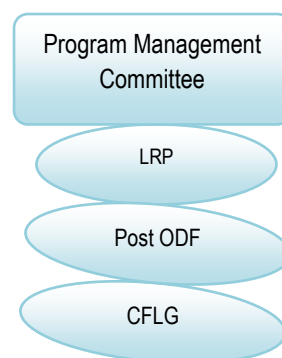 Program Management
Committee
LRP
Post ODF
CFLG